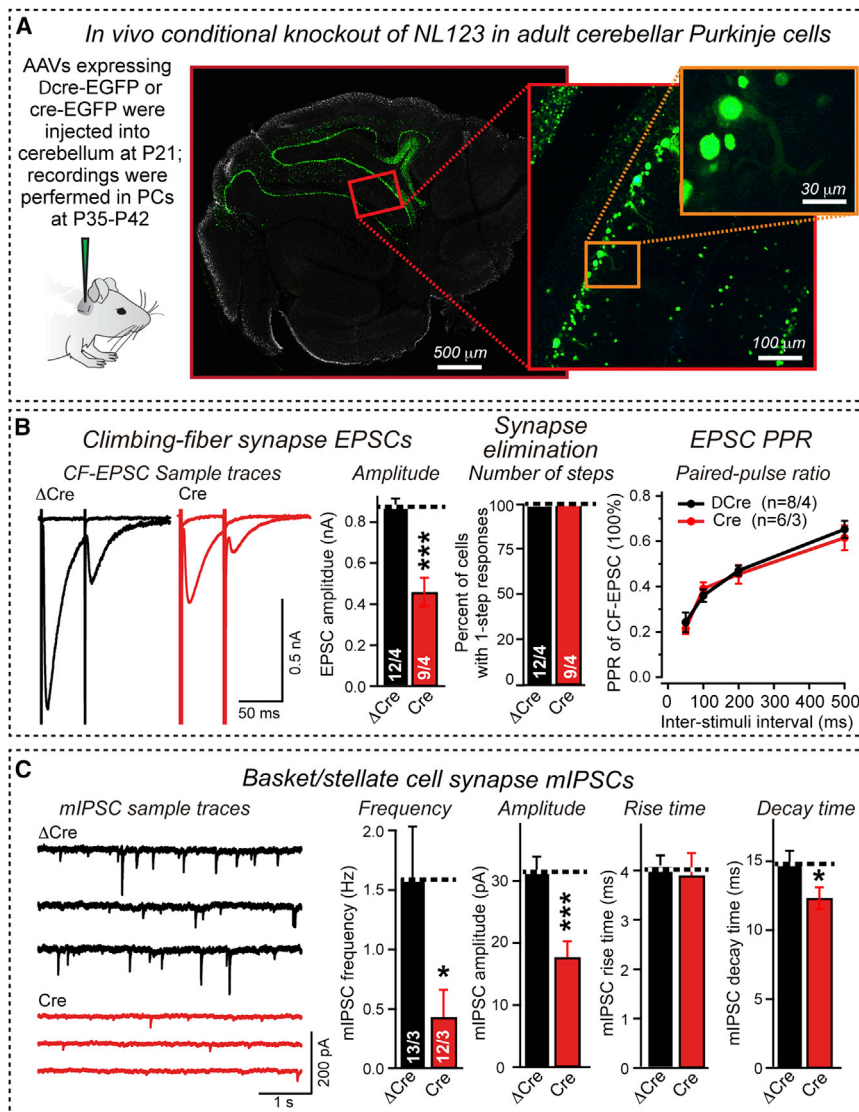 A
In vivo conditional knockout of NL123 in adult cerebellar Purkinje cells
AAVs expressing
Dcre-EGFP or
cre-EGFP were
injected into
cerebellum at P21;
recordings were
perfermed in PCs
at P35-P42
500 µm
100 µm
30 µm
B
Climbing-fiber synapse EPSCs
CF-EPSC Sample traces
ΔCre
Cre
0.5 nA
50 ms
Amplitude
EPSC amplitdue (nA)
0.8
0.6
0.4
0.2
0.0
***
12/4
9/4
ΔCre
Cre
Synapse
elimination
Number of steps
Percent of cells
with 1-step responses
100
75
50
25
0
12/4
9/4
ΔCre
Cre
EPSC PPR
Paired-pulse ratio
DCre (n=8/4)
Cre (n=6/3)
PPR of CF-EPSC (100%)
0.8
0.6
0.4
0.2
0.0
100 200 300 400 500
Inter-stimuli interval (ms)
C
Basket/stellate cell synapse mIPSCs
mIPSC sample traces
ΔCre
Cre
200 pA
1 s
Frequency
mIPSC frequency (Hz)
2.0
1.5
1.0
0.5
0.0
*
13/3
12/3
ΔCre
Cre
Amplitude
mIPSC amplitude (pA)
30
20
10
0
***
ΔCre
Cre
Rise time
mIPSC rise time (ms)
4
2
0
ΔCre
Cre
Decay time
mIPSC decay time (ms)
15
10
5
0
*
ΔCre
Cre